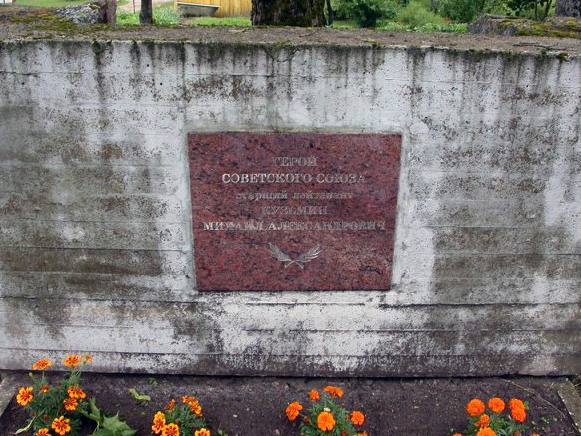 ГЕРОЙ
СОВЕТСКОГО СОЮЗА
старший лейтенант
КУЗЬМИН
МИХАИЛ АЛЕКСАНДРОВИЧ